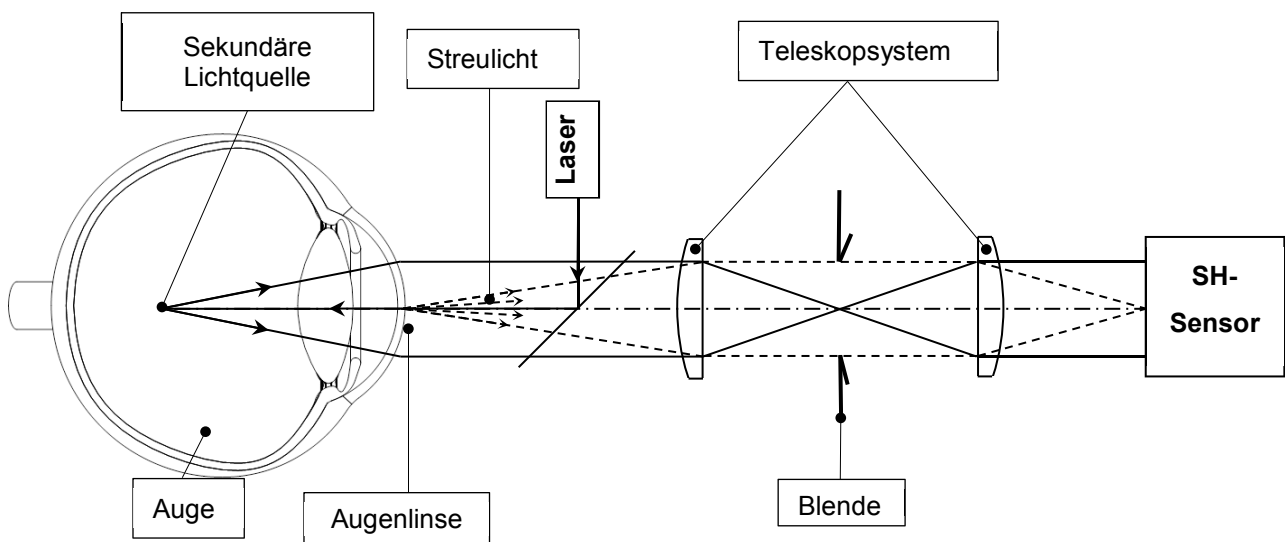 Sekundäre
Lichtquelle
Streulicht
Teleskopsystem
Laser
SH-
Sensor
Auge
Augenlinse
Blende